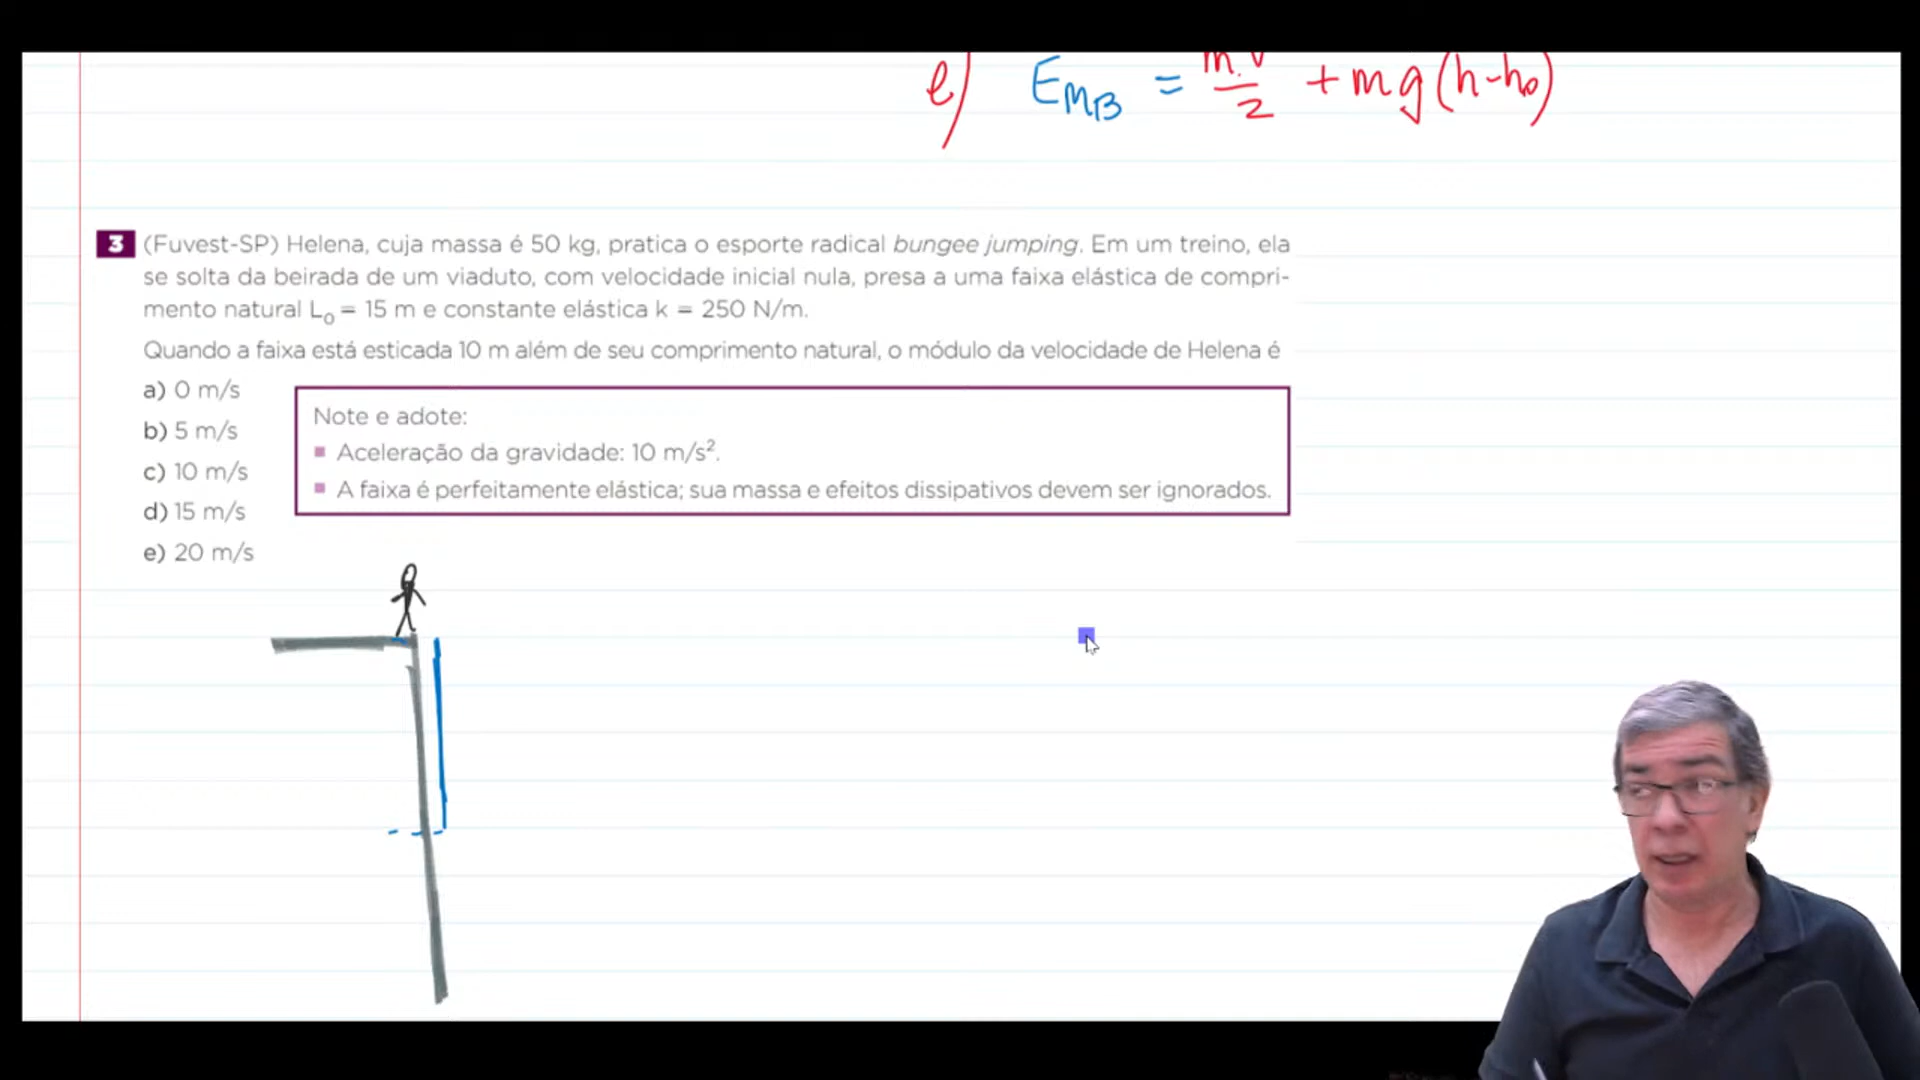 e) EMB = m.v/2 + mg(h-h0)
3 (Fuvest-SP) Helena, cuja massa é 50 kg, pratica o esporte radical bungee jumping. Em um treino, ela
se solta da beirada de um viaduto, com velocidade inicial nula, presa a uma faixa elástica de compri-
mento natural L₀ = 15 m e constante elástica k = 250 N/m.
Quando a faixa está esticada 10 m além de seu comprimento natural, o módulo da velocidade de Helena é
a) 0 m/s
b) 5 m/s
c) 10 m/s
d) 15 m/s
e) 20 m/s
Note e adote:
Aceleração da gravidade: 10 m/s².
A faixa é perfeitamente elástica; sua massa e efeitos dissipativos devem ser ignorados.